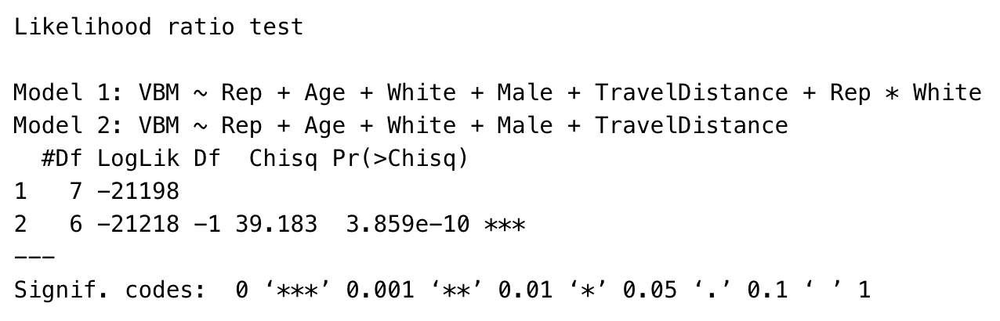 Likelihood ratio test

Model 1: VBM ~ Rep + Age + White + Male + TravelDistance + Rep * White
Model 2: VBM ~ Rep + Age + White + Male + TravelDistance
  #Df LogLik Df  Chisq Pr(>Chisq)
1   7 −21198
2   6 −21218 −1 39.183  3.859e−10 ***
−−−
Signif. codes:  0 ‘***’ 0.001 ‘**’ 0.01 ‘*’ 0.05 ‘.’ 0.1 ‘ ’ 1